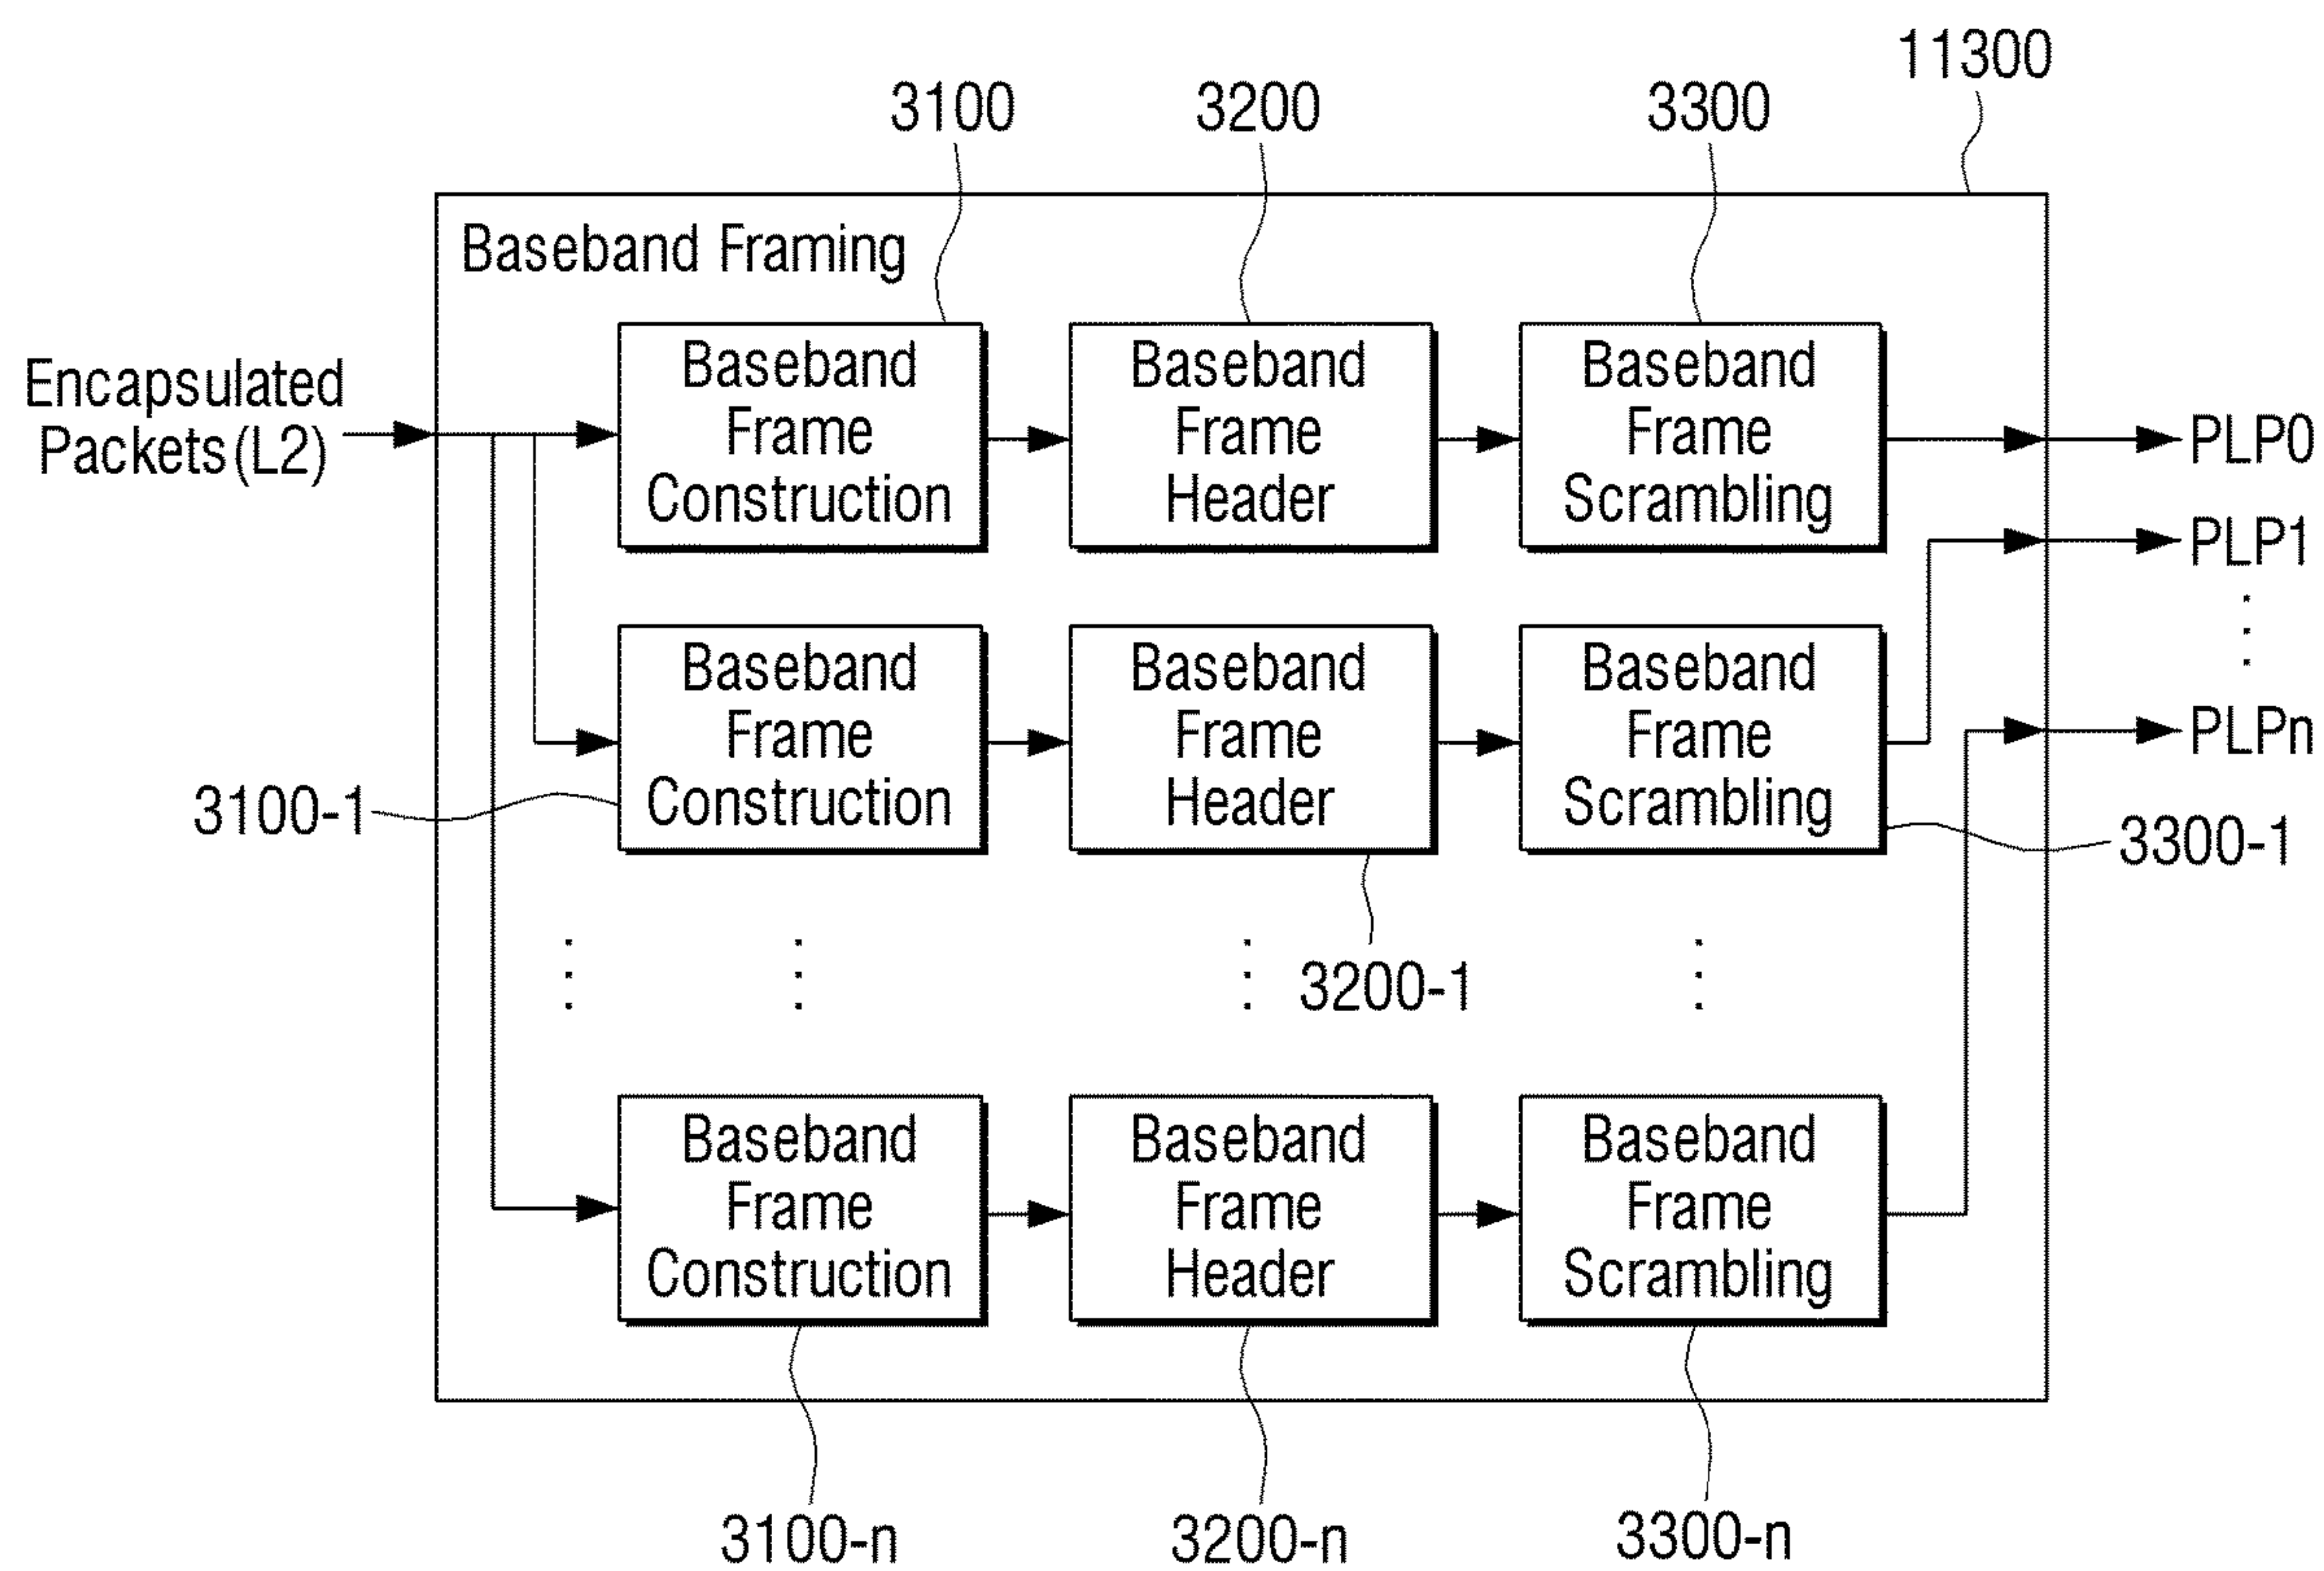 11300
3100
3200
3300
Baseband Framing
Encapsulated
Packets(L2)
Baseband
Frame
Construction
Baseband
Frame
Header
Baseband
Frame
Scrambling
PLP0
PLP1
PLPn
Baseband
Frame
Construction
Baseband
Frame
Header
Baseband
Frame
Scrambling
3100-1
3300-1
3200-1
Baseband
Frame
Construction
Baseband
Frame
Header
Baseband
Frame
Scrambling
3100-n
3200-n
3300-n